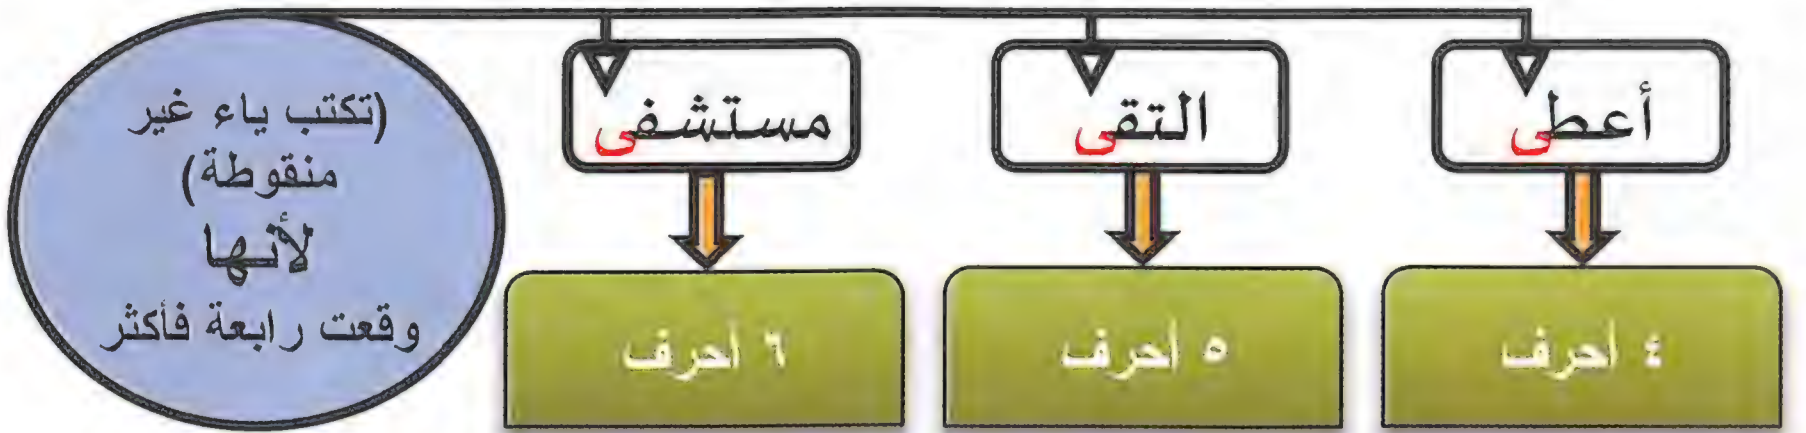 أعطى
التقى
مستشفى
٤ أحرف
٥ أحرف
٦ أحرف
(تكتب ياء غير
منقوطة)
لأنها
وقعت رابعة فأكثر